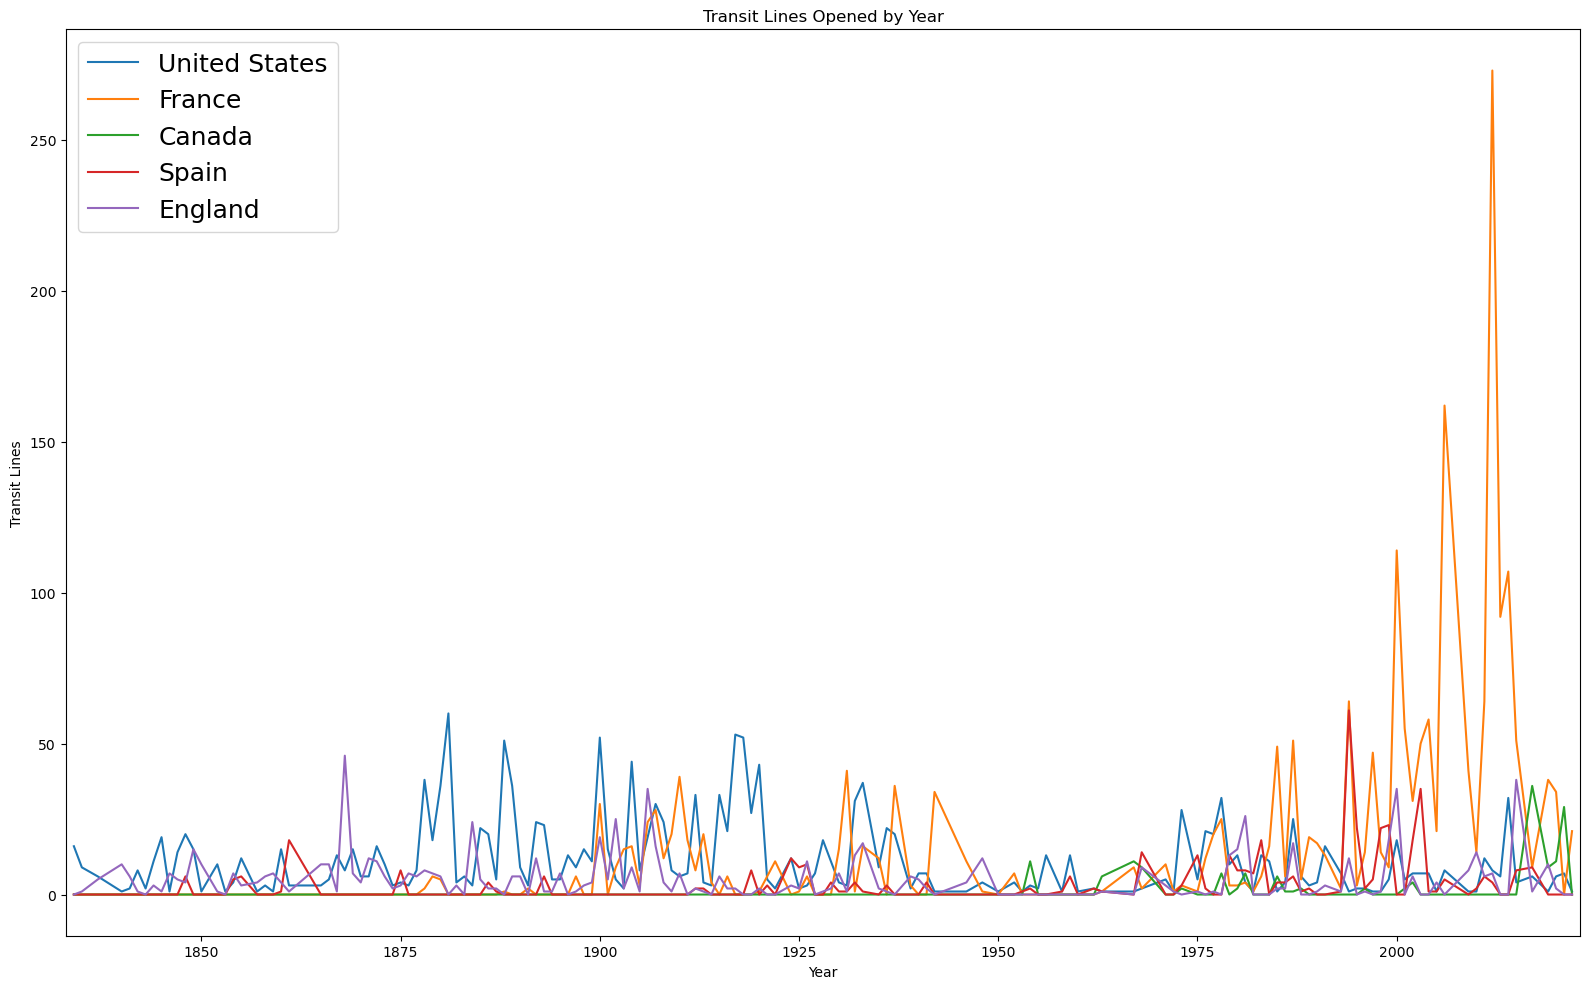 Transit Lines Opened by Year
United States
France
Canada
Spain
England
Transit Lines
250
200
150
100
50
0
1850
1875
1900
1925
1950
1975
2000
Year